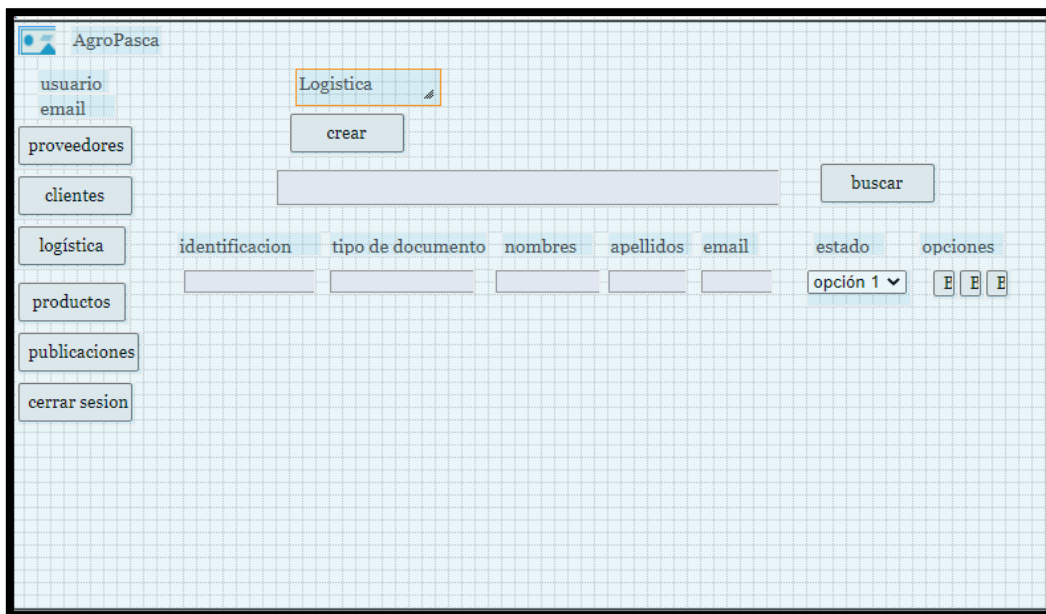 AgroPasca
usuario
email
Logistica
crear
proveedores
clientes
buscar
logística
identificacion tipo de documento nombres apellidos email estado opciones
opción 1 E E E
productos
publicaciones
cerrar sesion